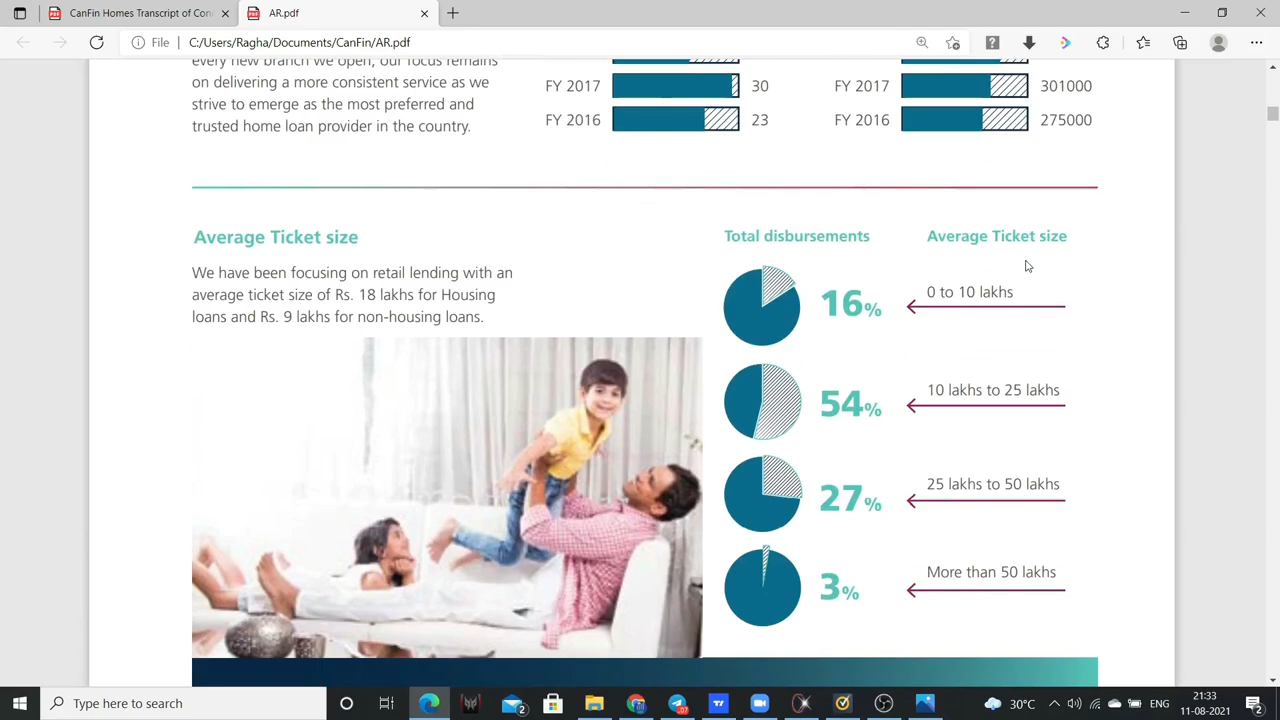 CanFin Homes Transcript of Con
AR.pdf
File
C:/Users/Ragha/Documents/CanFin/AR.pdf
every new branch we open, our focus remains
on delivering a more consistent service as we
strive to emerge as the most preferred and
trusted home loan provider in the country.
FY 2017 30
FY 2016 23
FY 2017 301000
FY 2016 275000
Average Ticket size
We have been focusing on retail lending with an
average ticket size of Rs. 18 lakhs for Housing
loans and Rs. 9 lakhs for non-housing loans.
Total disbursements
Average Ticket size
16%
0 to 10 lakhs
54%
10 lakhs to 25 lakhs
27%
25 lakhs to 50 lakhs
3%
More than 50 lakhs
Type here to search
30°C
ENG
21:33
11-08-2021